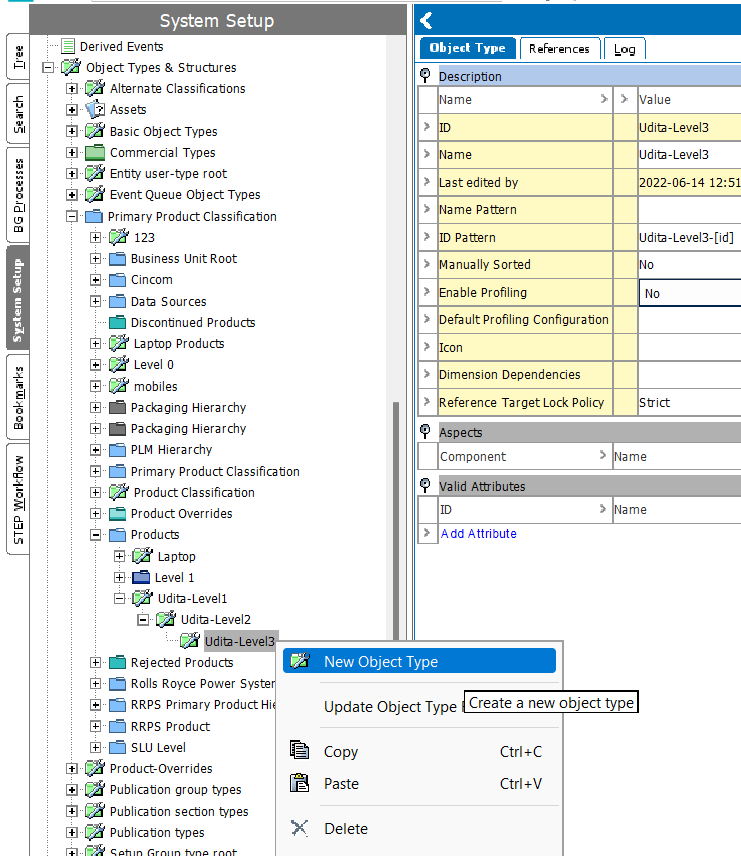 System Setup
Derived Events
Object Types & Structures
Alternate Classifications
Assets
Basic Object Types
Commercial Types
Entity user-type root
Event Queue Object Types
Primary Product Classification
123
Business Unit Root
Cincom
Data Sources
Discontinued Products
Laptop Products
Level 0
mobiles
Packaging Hierarchy
Packaging Hierarchy
PLM Hierarchy
Primary Product Classification
Product Classification
Product Overrides
Products
Laptop
Level 1
Udita-Level1
Udita-Level2
Udita-Level3
Rejected Products
Rolls Royce Power System
RRPS Primary Product Hie
RRPS Product
SLU Level
Product-Overrides
Publication group types
Publication section types
Publication types
Setup Group type root
Tree
Search
BG Processes
System Setup
Bookmarks
STEP Workflow
Object Type References Log
Description
Name > > Value
> ID Udita-Level3
> Name Udita-Level3
> Last edited by 2022-06-14 12:51
> Name Pattern
> ID Pattern Udita-Level3-[id]
> Manually Sorted No
> Enable Profiling No
> Default Profiling Configuration
> Icon
> Dimension Dependencies
> Reference Target Lock Policy Strict
Aspects
Component > Name
Valid Attributes
ID > Name
> Add Attribute
New Object Type
Update Object Type
Create a new object type
Copy Ctrl+C
Paste Ctrl+V
Delete